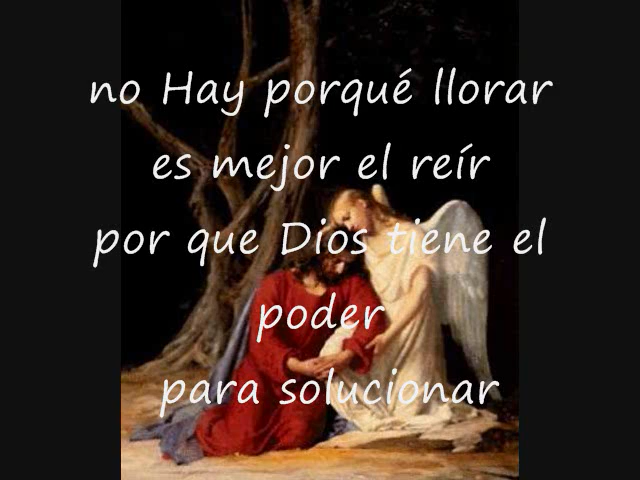 no Hay porqué llorar
es mejor el reír
por que Dios tiene el
poder
para solucionar